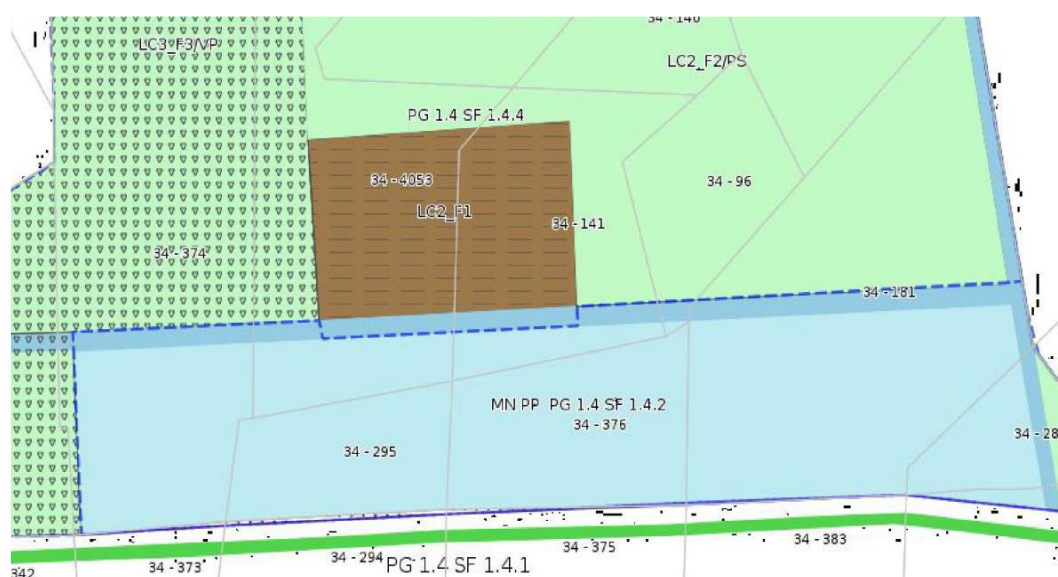 34 - 140
LC3_F3/VP
LC2_F2/PS
PG 1.4 SF 1.4.4
34 - 4053
34 - 96
LC2_F1
34 - 141
34 - 374
34 - 181
MN PP PG 1.4 SF 1.4.2
34 - 376
34 - 28
34 - 295
34 - 383
34 - 375
34 - 294
PG 1.4 SF 1.4.1
34 - 373
342